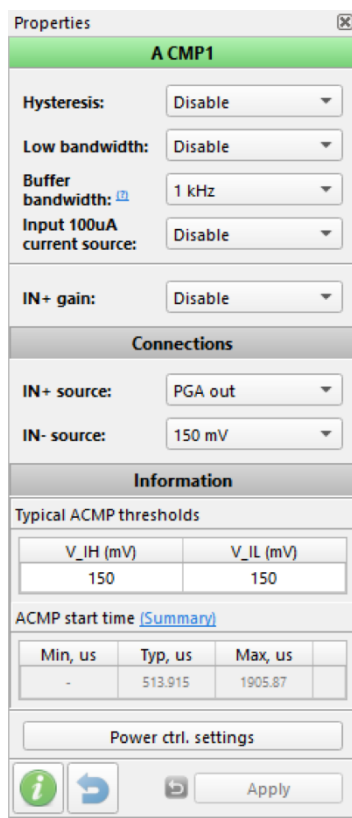 Properties
A CMP1
Hysteresis: Disable
Low bandwidth: Disable
Buffer
bandwidth: (?) 1 kHz
Input 100uA
current source: Disable
IN+ gain: Disable
Connections
IN+ source: PGA out
IN- source: 150 mV
Information
Typical ACMP thresholds
V_IH (mV) V_IL (mV)
150 150
ACMP start time (Summary)
Min, us Typ, us Max, us
- 513.915 1905.87
Power ctrl. settings
i Apply